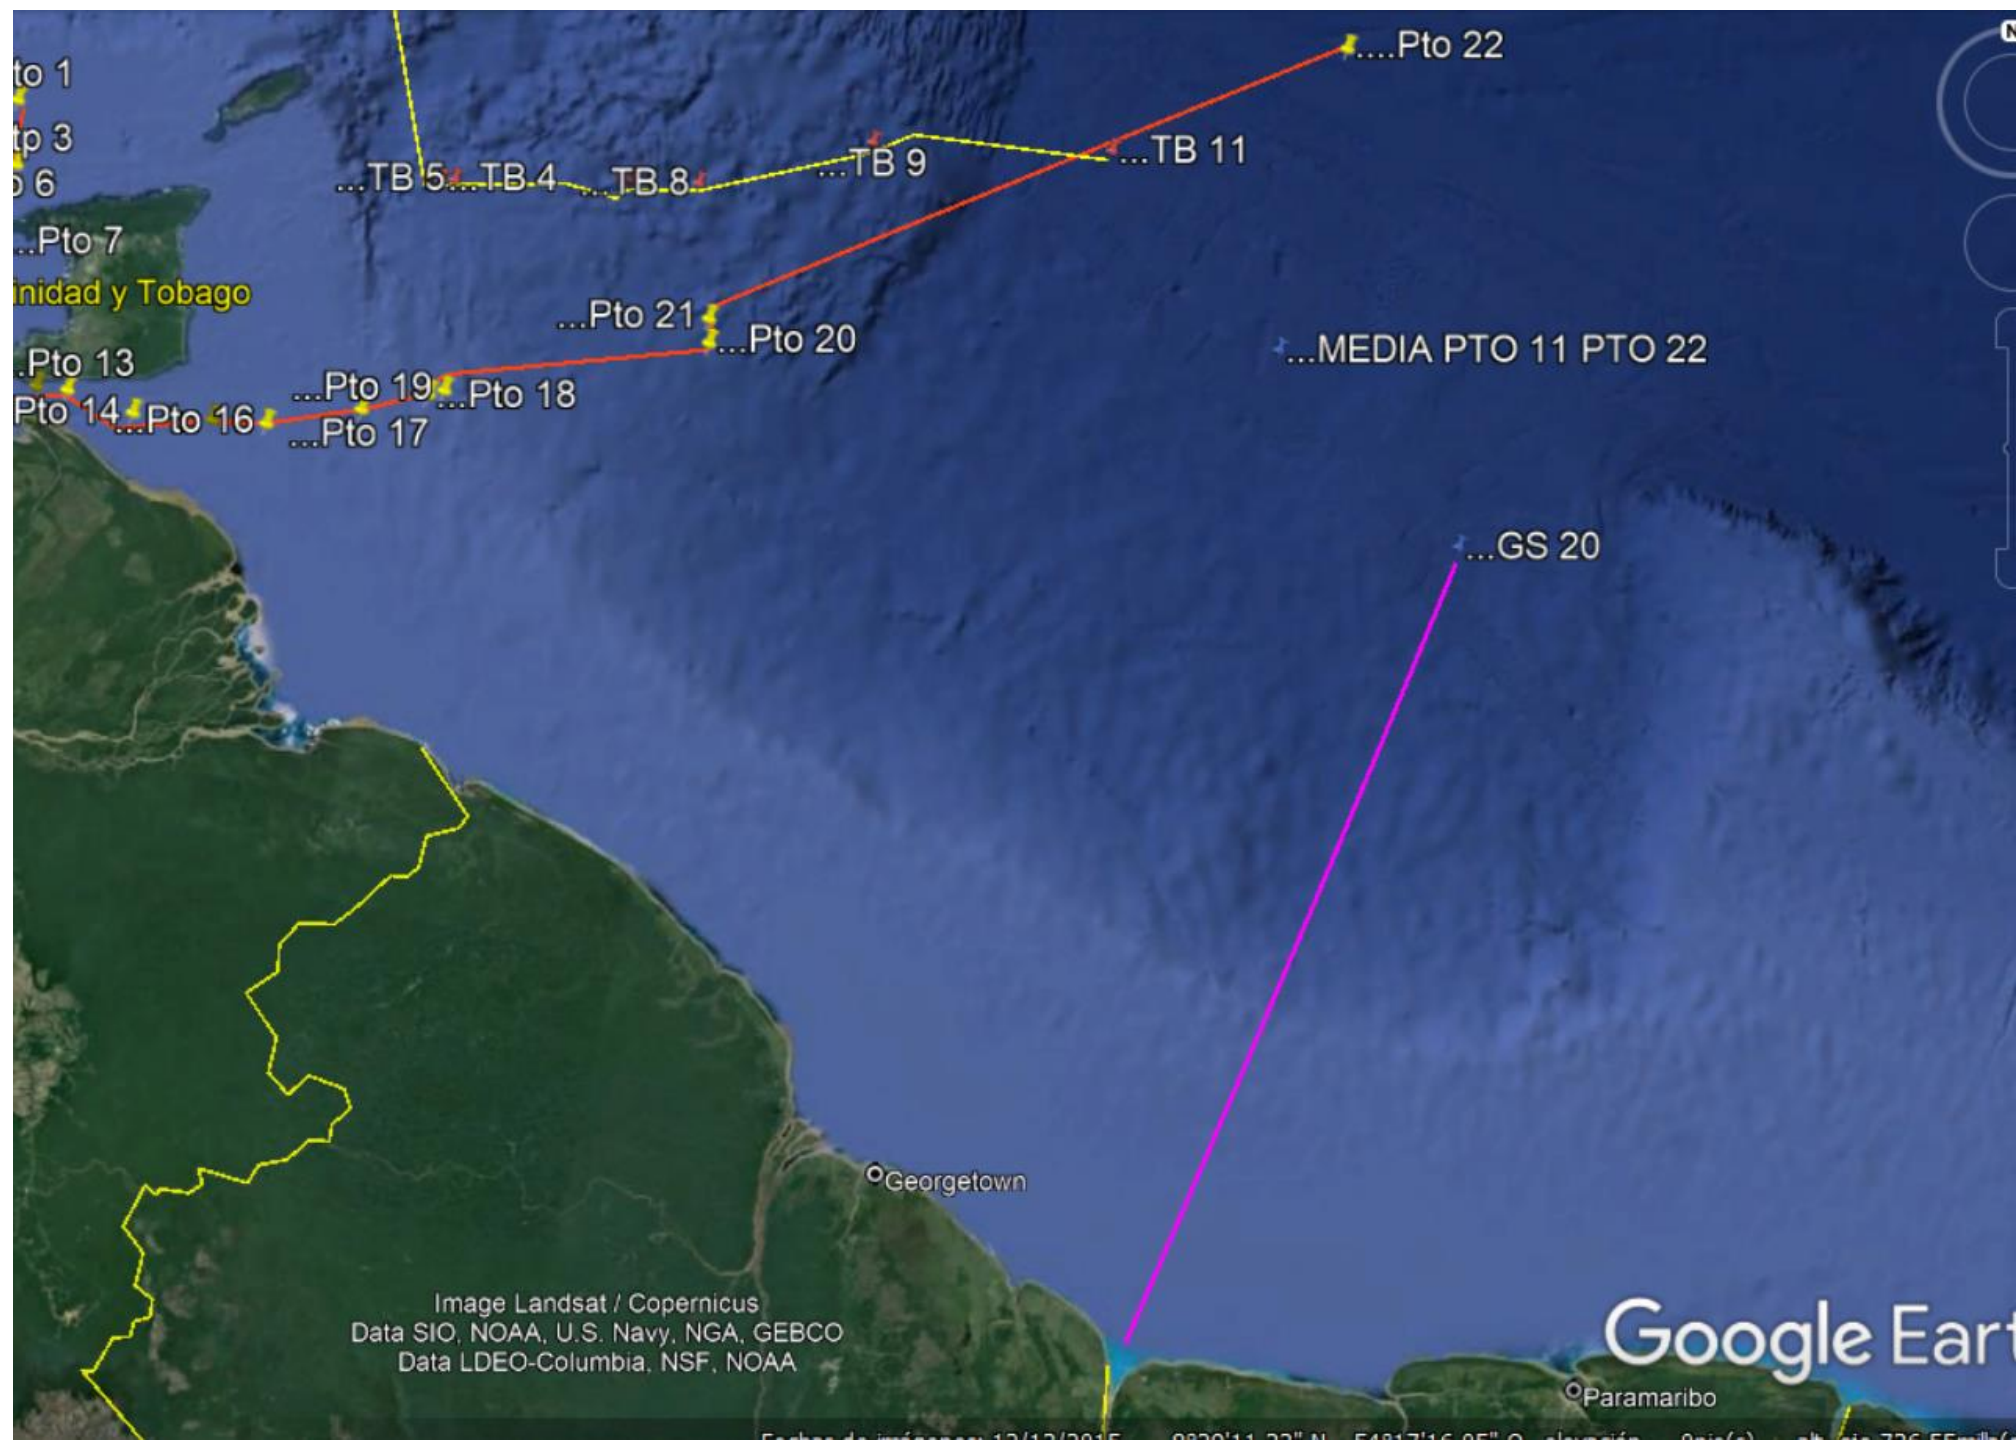 ....Pto 22
to 1
tp 3
...TB 11
...TB 9
...TB 5
...TB 4
...TB 8
6
...Pto 7
inidad y Tobago
...Pto 21
...Pto 20
...MEDIA PTO 11 PTO 22
.Pto 13
...Pto 19
...Pto 18
Pto 14
...Pto 16
...Pto 17
...GS 20
Georgetown
Image Landsat / Copernicus
Data SIO, NOAA, U.S. Navy, NGA, GEBCO
Data LDEO-Columbia, NSF, NOAA
Google Eart
Paramaribo